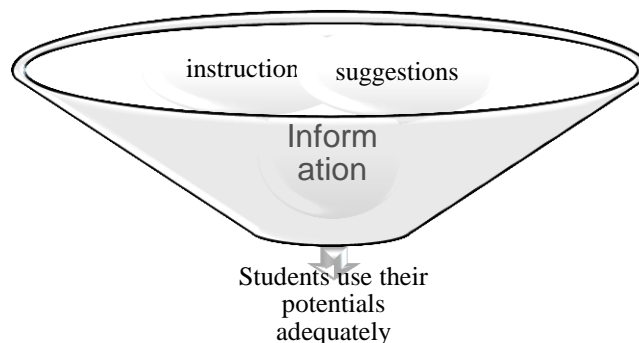 instruction suggestions
Inform
ation
Students use their
potentials
adequately